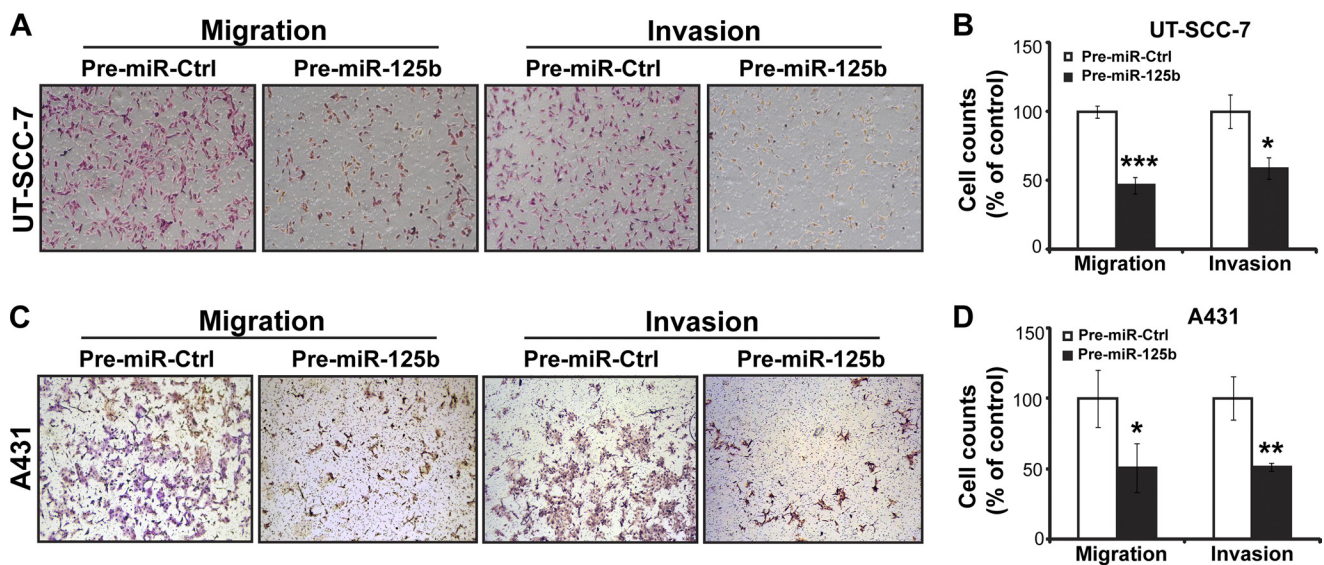 A
Migration
Invasion
Pre-miR-Ctrl
Pre-miR-125b
Pre-miR-Ctrl
Pre-miR-125b
UT-SCC-7
B
UT-SCC-7
Pre-miR-Ctrl
Pre-miR-125b
Cell counts
(% of control)
150
100
50
0
***
*
Migration
Invasion
C
Migration
Invasion
Pre-miR-Ctrl
Pre-miR-125b
Pre-miR-Ctrl
Pre-miR-125b
A431
D
A431
Pre-miR-Ctrl
Pre-miR-125b
Cell counts
(% of control)
150
100
50
0
*
**
Migration
Invasion